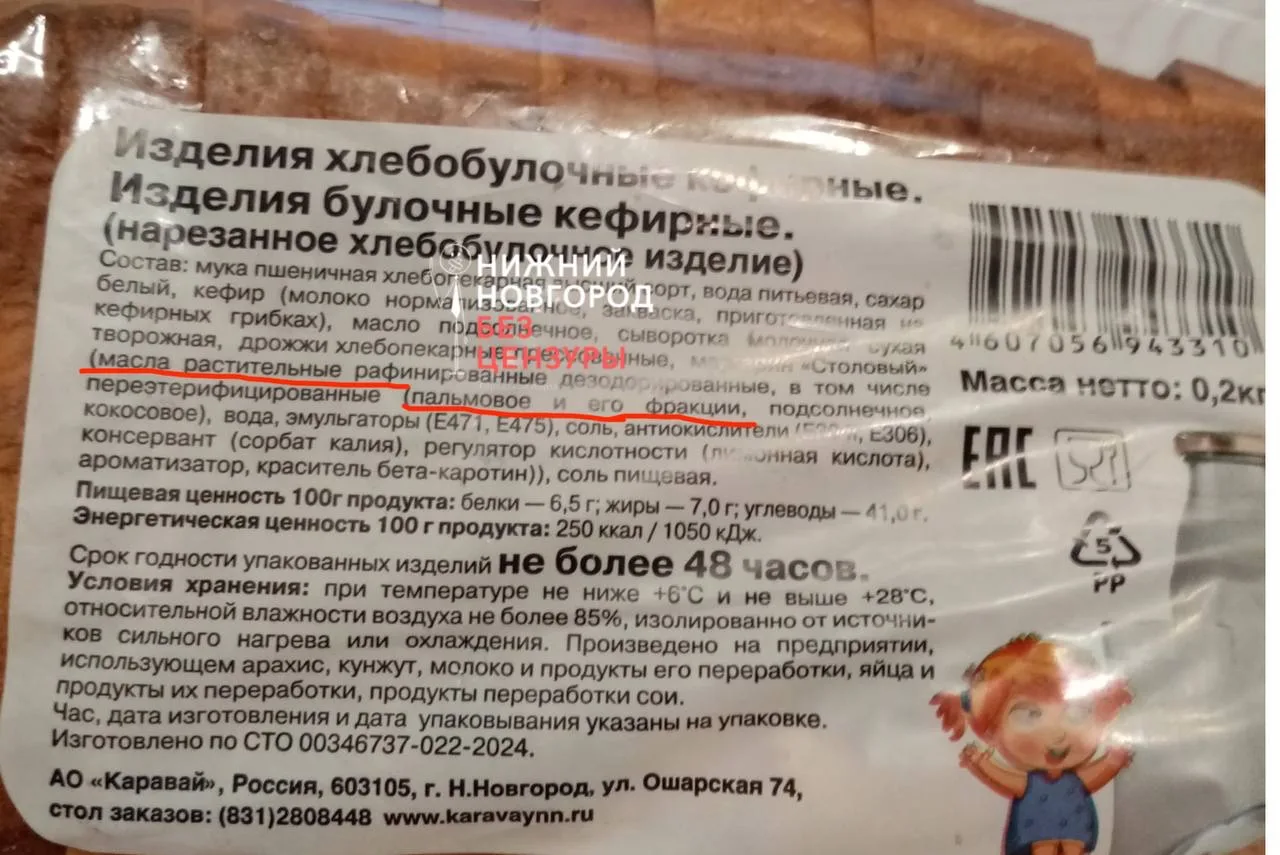 Изделия хлебобулочные кефирные.
Изделия булочные кефирные.
(нарезанное хлебобулочное изделие)
Состав: мука пшеничная хлебопекарная высший сорт, вода питьевая, сахар
белый, кефир (молоко нормализованное, закваска, приготовленная на
кефирных грибках), масло подсолнечное, сыворотка молочная сухая
творожная, дрожжи хлебопекарные прессованные, маргарин «Столовый»
(масла растительные рафинированные дезодорированные, в том числе
переэтерифицированные (пальмовое и его фракции, подсолнечное,
кокосовое), вода, эмульгаторы (Е471, Е475), соль, антиокислители Е306),
консервант (сорбат калия), регулятор кислотности (лимонная кислота),
ароматизатор, краситель бета-каротин)), соль пищевая.
Пищевая ценность 100г продукта: белки — 6,5 г; жиры — 7,0 г; углеводы — 41,0 г.
Энергетическая ценность 100 г продукта: 250 ккал / 1050 кДж.
Срок годности упакованных изделий не более 48 часов.
Условия хранения: при температуре не ниже +6°С и не выше +28°С,
относительной влажности воздуха не более 85%, изолированно от источни-
ков сильного нагрева или охлаждения. Произведено на предприятии,
использующем арахис, кунжут, молоко и продукты его переработки, яйца и
продукты их переработки, продукты переработки сои.
Час, дата изготовления и дата упаковывания указаны на упаковке.
Изготовлено по СТО 00346737-022-2024.
АО «Каравай», Россия, 603105, г. Н.Новгород, ул. Ошарская 74,
стол заказов: (831)2808448 www.karavaynn.ru
4 607056 943310
Масса нетто: 0,2кг
ЕАС
5
PP
НИЖНИЙ
НОВГОРОД
БЕЗ
ЦЕНЗУРЫ